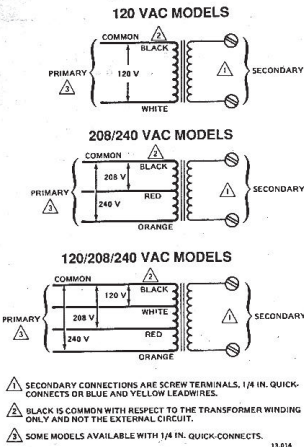 120 VAC MODELS
COMMON
2
BLACK
120 V
PRIMARY
3
1
SECONDARY
WHITE
208/240 VAC MODELS
COMMON
2
BLACK
208 V
RED
PRIMARY
3
240 V
1
SECONDARY
ORANGE
120/208/240 VAC MODELS
COMMON
2
BLACK
120 V
WHITE
208 V
PRIMARY
3
1
SECONDARY
RED
240 V
ORANGE
1 SECONDARY CONNECTIONS ARE SCREW TERMINALS, 1/4 IN. QUICK-
CONNECTS OR BLUE AND YELLOW LEADWIRES.
2 BLACK IS COMMON WITH RESPECT TO THE TRANSFORMER WINDING
ONLY AND NOT THE EXTERNAL CIRCUIT.
3 SOME MODELS AVAILABLE WITH 1/4 IN. QUICK-CONNECTS.